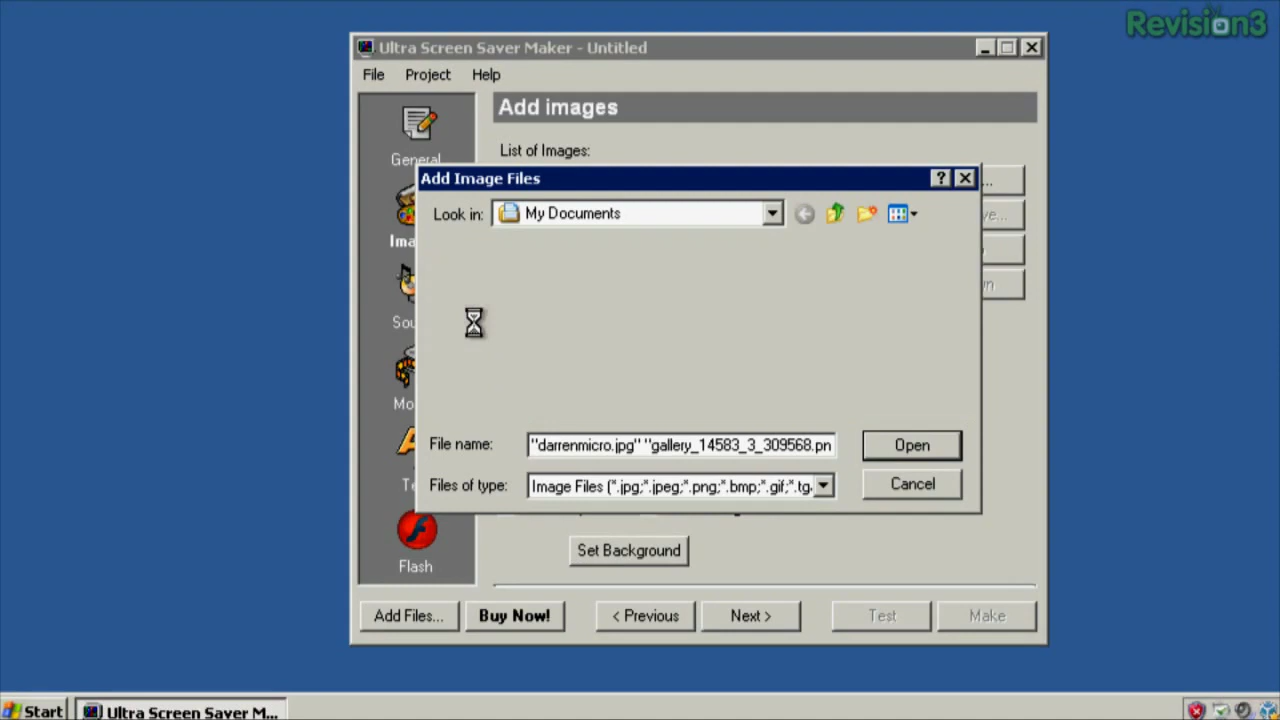 Revision3
Ultra Screen Saver Maker - Untitled
File Project Help
Add images
List of Images:
General
Add Image Files
Look in: My Documents
File name: "darrenmicro.jpg" "gallery_14583_3_309568.pn
Open
Files of type: Image Files (*.jpg;*.jpeg;*.png;*.bmp;*.gif;*.tg
Cancel
Set Background
Flash
Add Files...
Buy Now!
< Previous
Next >
Test
Make
Start
Ultra Screen Saver M...